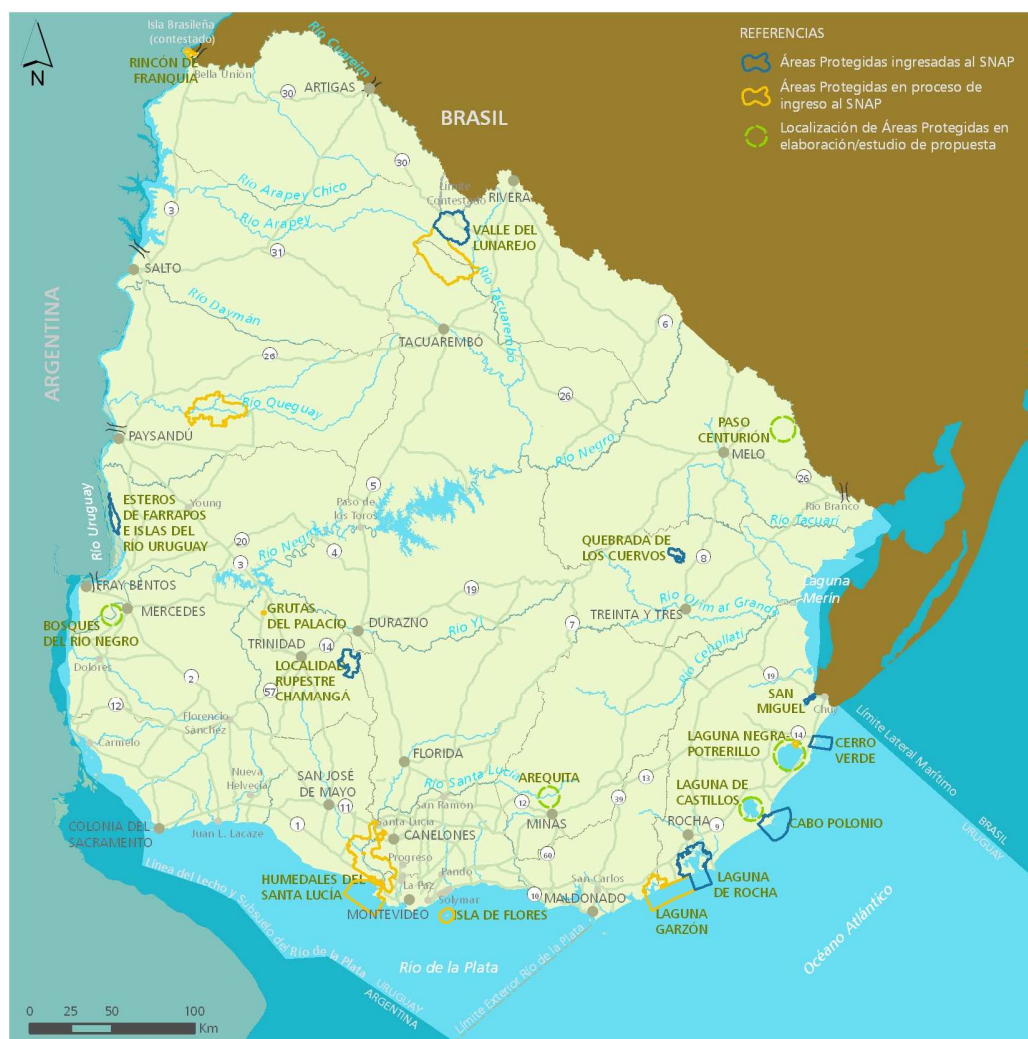 Isla Brasileña
(contestado)
RINCÓN DE
FRANQUIA
Bella Unión
Río Cuareim
ARTIGAS
30
BRASIL
30
REFERENCIAS
Áreas Protegidas ingresadas al SNAP
Áreas Protegidas en proceso de
ingreso al SNAP
Localización de Áreas Protegidas en
elaboración/estudio de propuesta
N
Río Arapey Chico
Límite
Contestado
RIVERA
3
Río Arapey
VALLE DEL
LUNAREJO
31
SALTO
Río Daymán
Río Tacuarembó
ARGENTINA
TACUAREMBÓ
6
26
Río Queguay
26
PAYSANDÚ
PASO
CENTURIÓN
MELO
Río Negro
26
Río Branco
5
Young
Paso de
los Toros
ESTEROS
DE FARRAPOS
E ISLAS DEL
RÍO URUGUAY
Río Uruguay
Río Tacuarí
20
Río Negro
4
3
QUEBRADA DE
LOS CUERVOS
8
FRAY BENTOS
19
Laguna
Merín
MERCEDES
GRUTAS
DEL PALACIO
BOSQUES
DEL RÍO NEGRO
DURAZNO
Río Yí
7
TREINTA Y TRES
Río Olimar Grande
TRINIDAD
14
Dolores
LOCALIDAD
RUPESTRE
CHAMANGÁ
Río Cebollatí
2
57
12
19
SAN
MIGUEL
Chuy
Florencio
Sánchez
Carmelo
FLORIDA
LAGUNA NEGRA-
POTRERILLO
14
CERRO
VERDE
Límite Lateral Marítimo
Nueva
Helvecia
SAN JOSÉ
DE MAYO
Río Santa Lucía
AREQUITA
13
LAGUNA DE
CASTILLOS
San Ramón
12
39
11
1
MINAS
COLONIA DEL
SACRAMENTO
Juan L. Lacaze
Santa Lucía
CANELONES
ROCHA
9
CABO POLONIO
BRASIL
URUGUAY
Progreso
60
HUMEDALES DEL
SANTA LUCÍA
La Paz
Pando
San Carlos
LAGUNA
DE ROCHA
Solymar
10
MALDONADO
MONTEVIDEO
ISLA DE FLORES
LAGUNA
GARZÓN
Línea del Lecho y Subsuelo del Río de la Plata
Río de la Plata
Océano Atlántico
URUGUAY
ARGENTINA
Límite Exterior Río de la Plata
0 25 50 100
Km